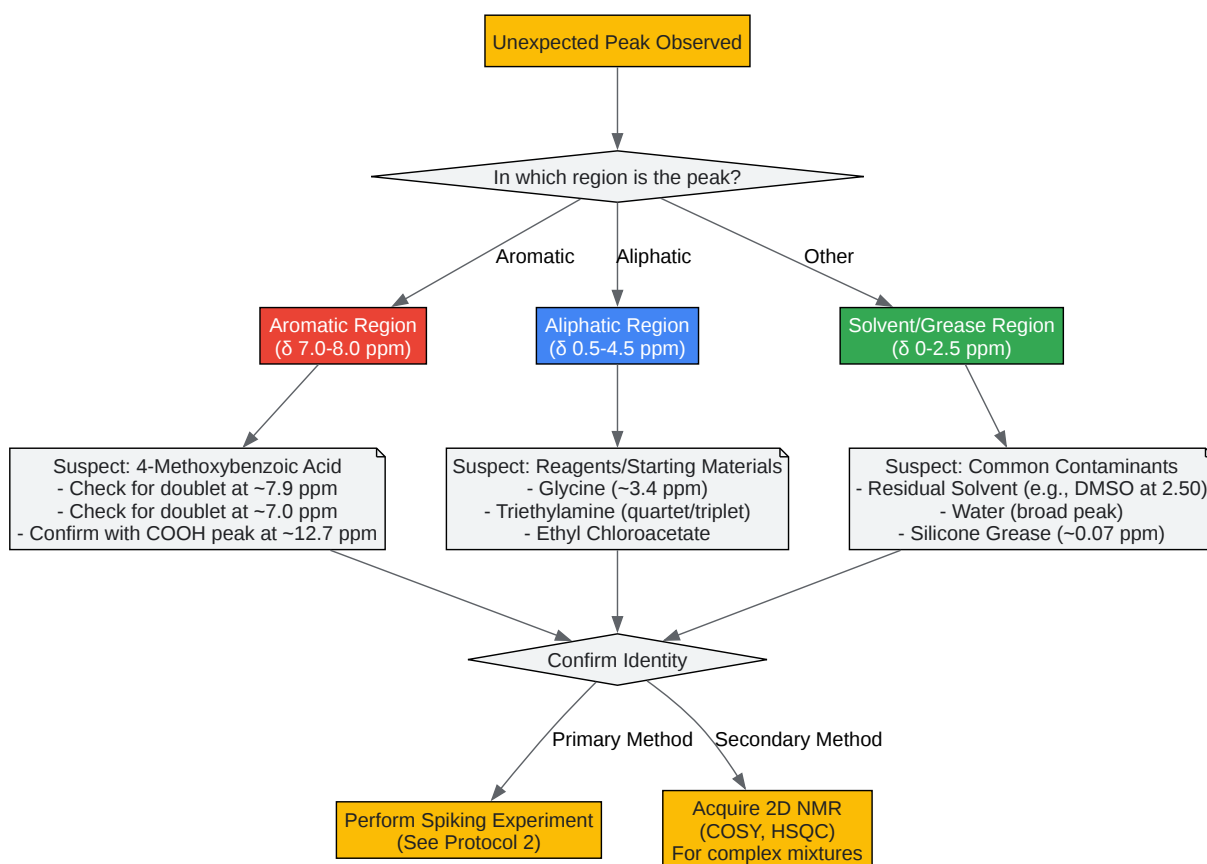 Unexpected Peak Observed
In which region is the peak?
Aromatic
Aliphatic
Other
Aromatic Region
(δ 7.0-8.0 ppm)
Aliphatic Region
(δ 0.5-4.5 ppm)
Solvent/Grease Region
(δ 0-2.5 ppm)
Suspect: 4-Methoxybenzoic Acid
- Check for doublet at ~7.9 ppm
- Check for doublet at ~7.0 ppm
- Confirm with COOH peak at ~12.7 ppm
Suspect: Reagents/Starting Materials
- Glycine (~3.4 ppm)
- Triethylamine (quartet/triplet)
- Ethyl Chloroacetate
Suspect: Common Contaminants
- Residual Solvent (e.g., DMSO at 2.50)
- Water (broad peak)
- Silicone Grease (~0.07 ppm)
Confirm Identity
Primary Method
Secondary Method
Perform Spiking Experiment
(See Protocol 2)
Acquire 2D NMR
(COSY, HSQC)
For complex mixtures